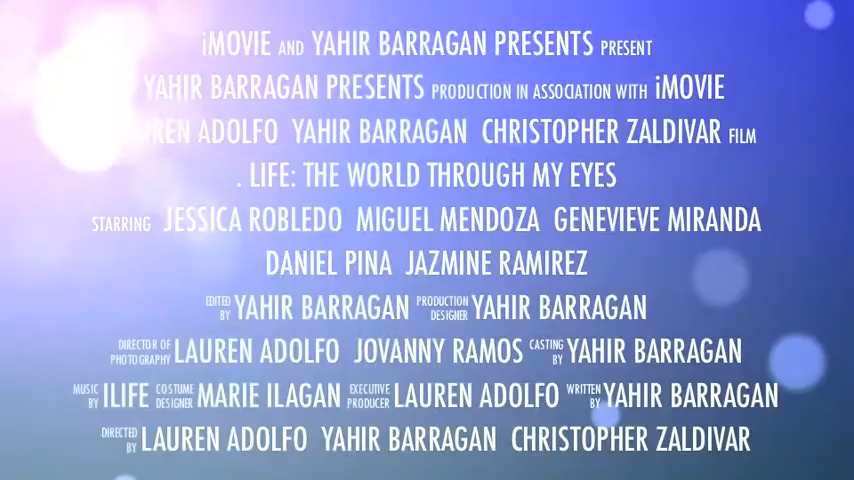 iMOVIE AND YAHIR BARRAGAN PRESENTS PRESENT
YAHIR BARRAGAN PRESENTS PRODUCTION IN ASSOCIATION WITH iMOVIE
LAUREN ADOLFO YAHIR BARRAGAN CHRISTOPHER ZALDIVAR FILM
. LIFE: THE WORLD THROUGH MY EYES
STARRING JESSICA ROBLEDO MIGUEL MENDOZA GENEVIEVE MIRANDA
DANIEL PINA JAZMINE RAMIREZ
EDITED BY YAHIR BARRAGAN PRODUCTION DESIGNER YAHIR BARRAGAN
DIRECTOR OF PHOTOGRAPHY LAUREN ADOLFO JOVANNY RAMOS CASTING BY YAHIR BARRAGAN
MUSIC BY ILIFE COSTUME DESIGNER MARIE ILAGAN EXECUTIVE PRODUCER LAUREN ADOLFO WRITTEN BY YAHIR BARRAGAN
DIRECTED BY LAUREN ADOLFO YAHIR BARRAGAN CHRISTOPHER ZALDIVAR